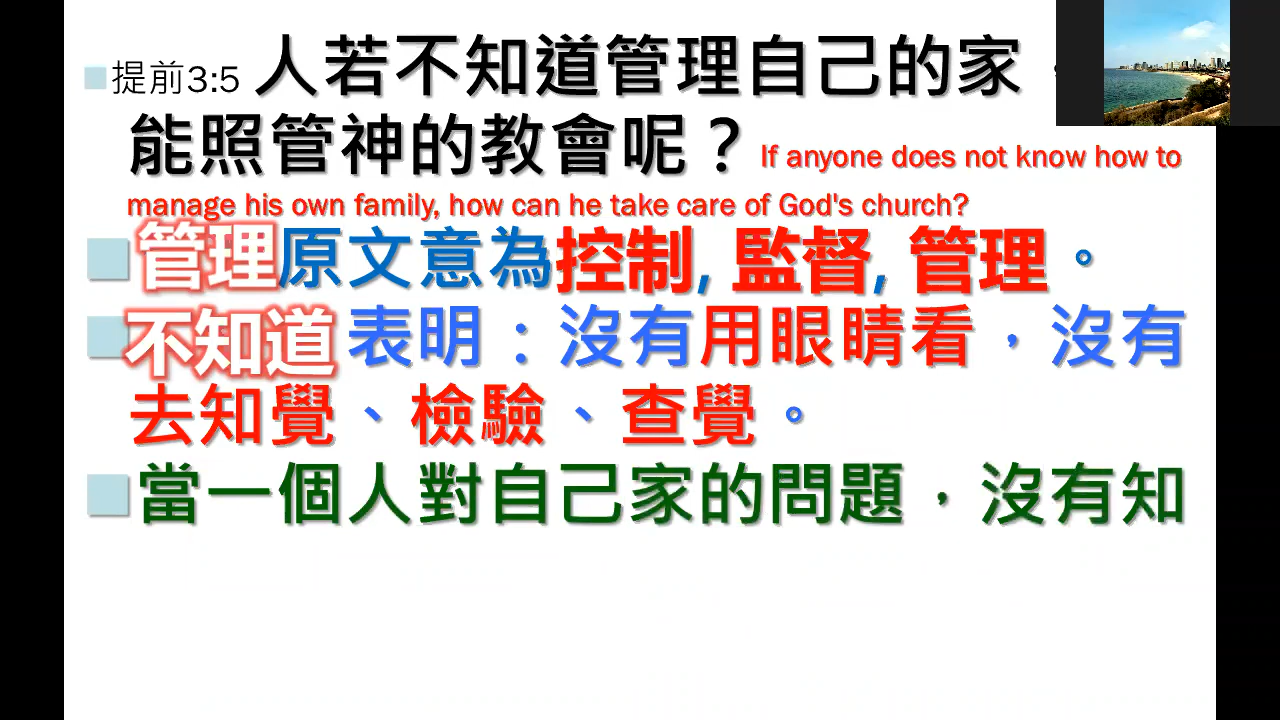 提前3:5 人若不知道管理自己的家
能照管神的教會呢？If anyone does not know how to
manage his own family, how can he take care of God's church?
管理原文意為控制, 監督, 管理。
不知道 表明：沒有用眼睛看，沒有
去知覺、檢驗、查覺。
當一個人對自己家的問題，沒有知